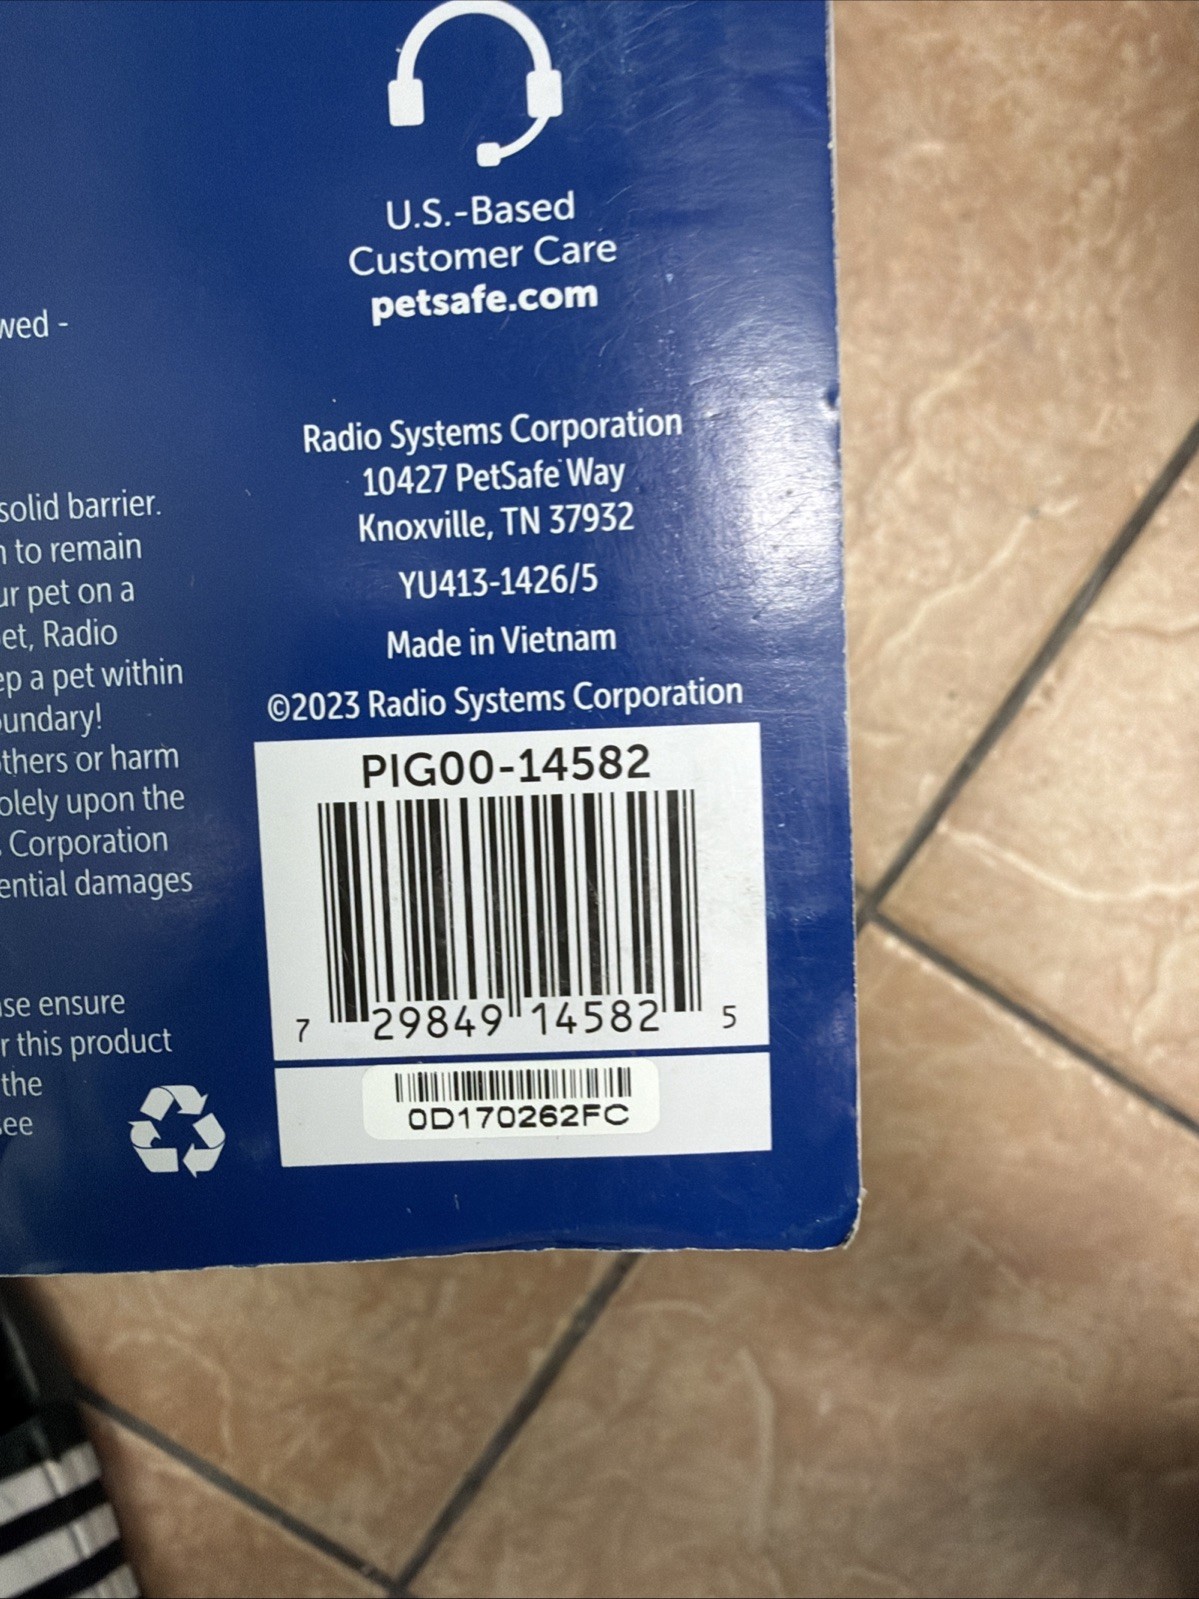 U.S.-Based
Customer Care
petsafe.com
wed -
Radio Systems Corporation
10427 PetSafe Way
Knoxville, TN 37932
YU413-1426/5
Made in Vietnam
©2023 Radio Systems Corporation
solid barrier.
to remain
ur pet on a
et, Radio
ep a pet within
oundary!
thers or harm
olely upon the
Corporation
ential damages
se ensure
r this product
the
ee
PIG00-14582
7 29849 14582 5
0D170262FC